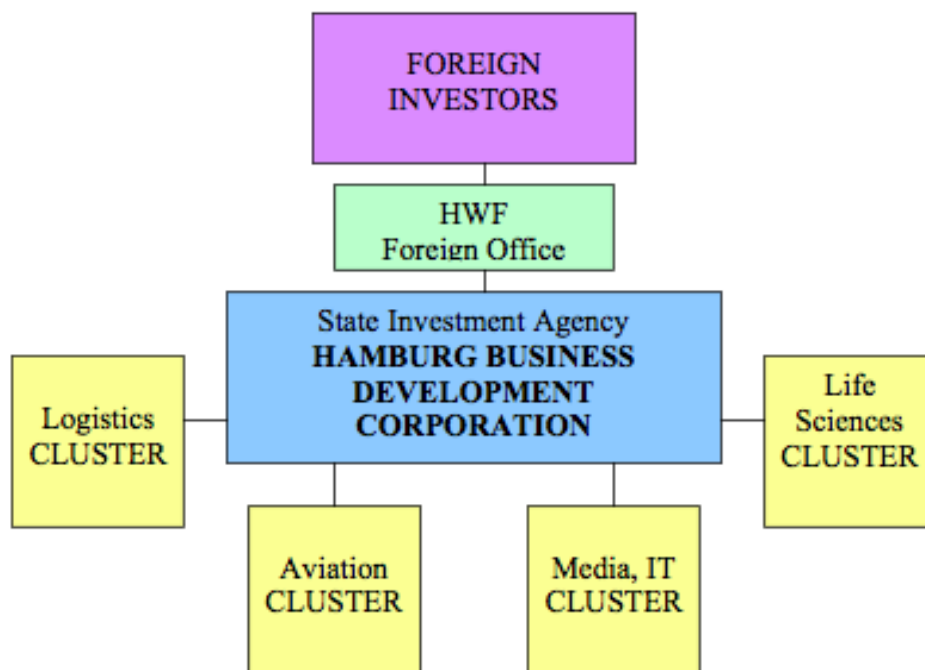 FOREIGN
INVESTORS
HWF
Foreign Office
State Investment Agency
HAMBURG BUSINESS
DEVELOPMENT
CORPORATION
Logistics
CLUSTER
Life
Sciences
CLUSTER
Aviation
CLUSTER
Media, IT
CLUSTER